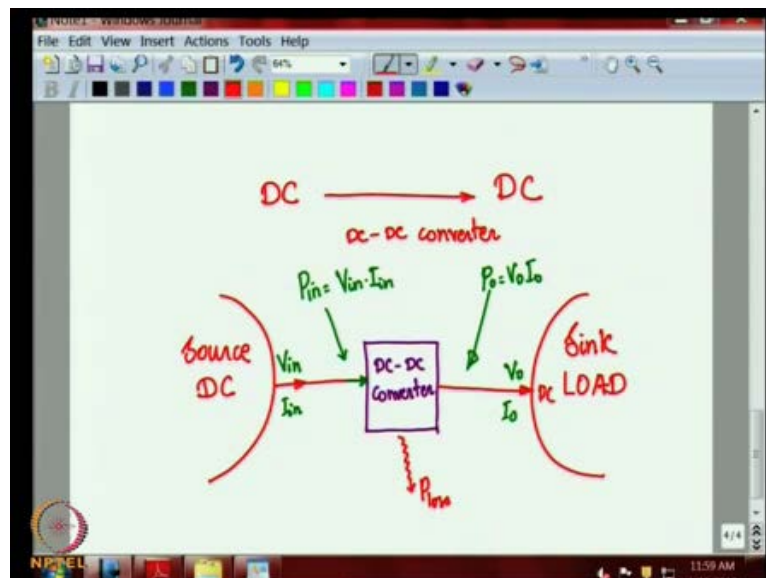 Note1 - Windows Journal
File Edit View Insert Actions Tools Help
64%
B I
DC DC
DC-DC converter
Pin = Vin·Iin Po = VoIo
Source
DC
Vin
Iin
DC-DC
Converter
Vo
Io
DC
Sink
LOAD
Ploss
4/4
NPTEL
11:59 AM